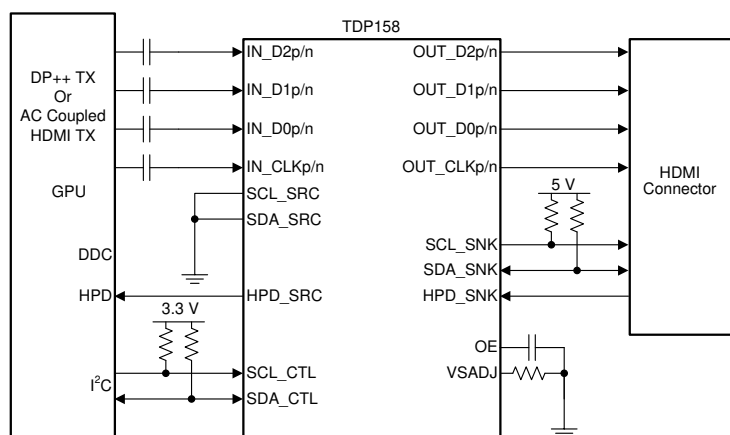 TDP158
DP++ TX
Or
AC Coupled
HDMI TX
GPU
DDC
HPD
I²C
IN_D2p/n
IN_D1p/n
IN_D0p/n
IN_CLKp/n
SCL_SRC
SDA_SRC
HPD_SRC
3.3 V
SCL_CTL
SDA_CTL
OUT_D2p/n
OUT_D1p/n
OUT_D0p/n
OUT_CLKp/n
5 V
SCL_SNK
SDA_SNK
HPD_SNK
OE
VSADJ
HDMI
Connector